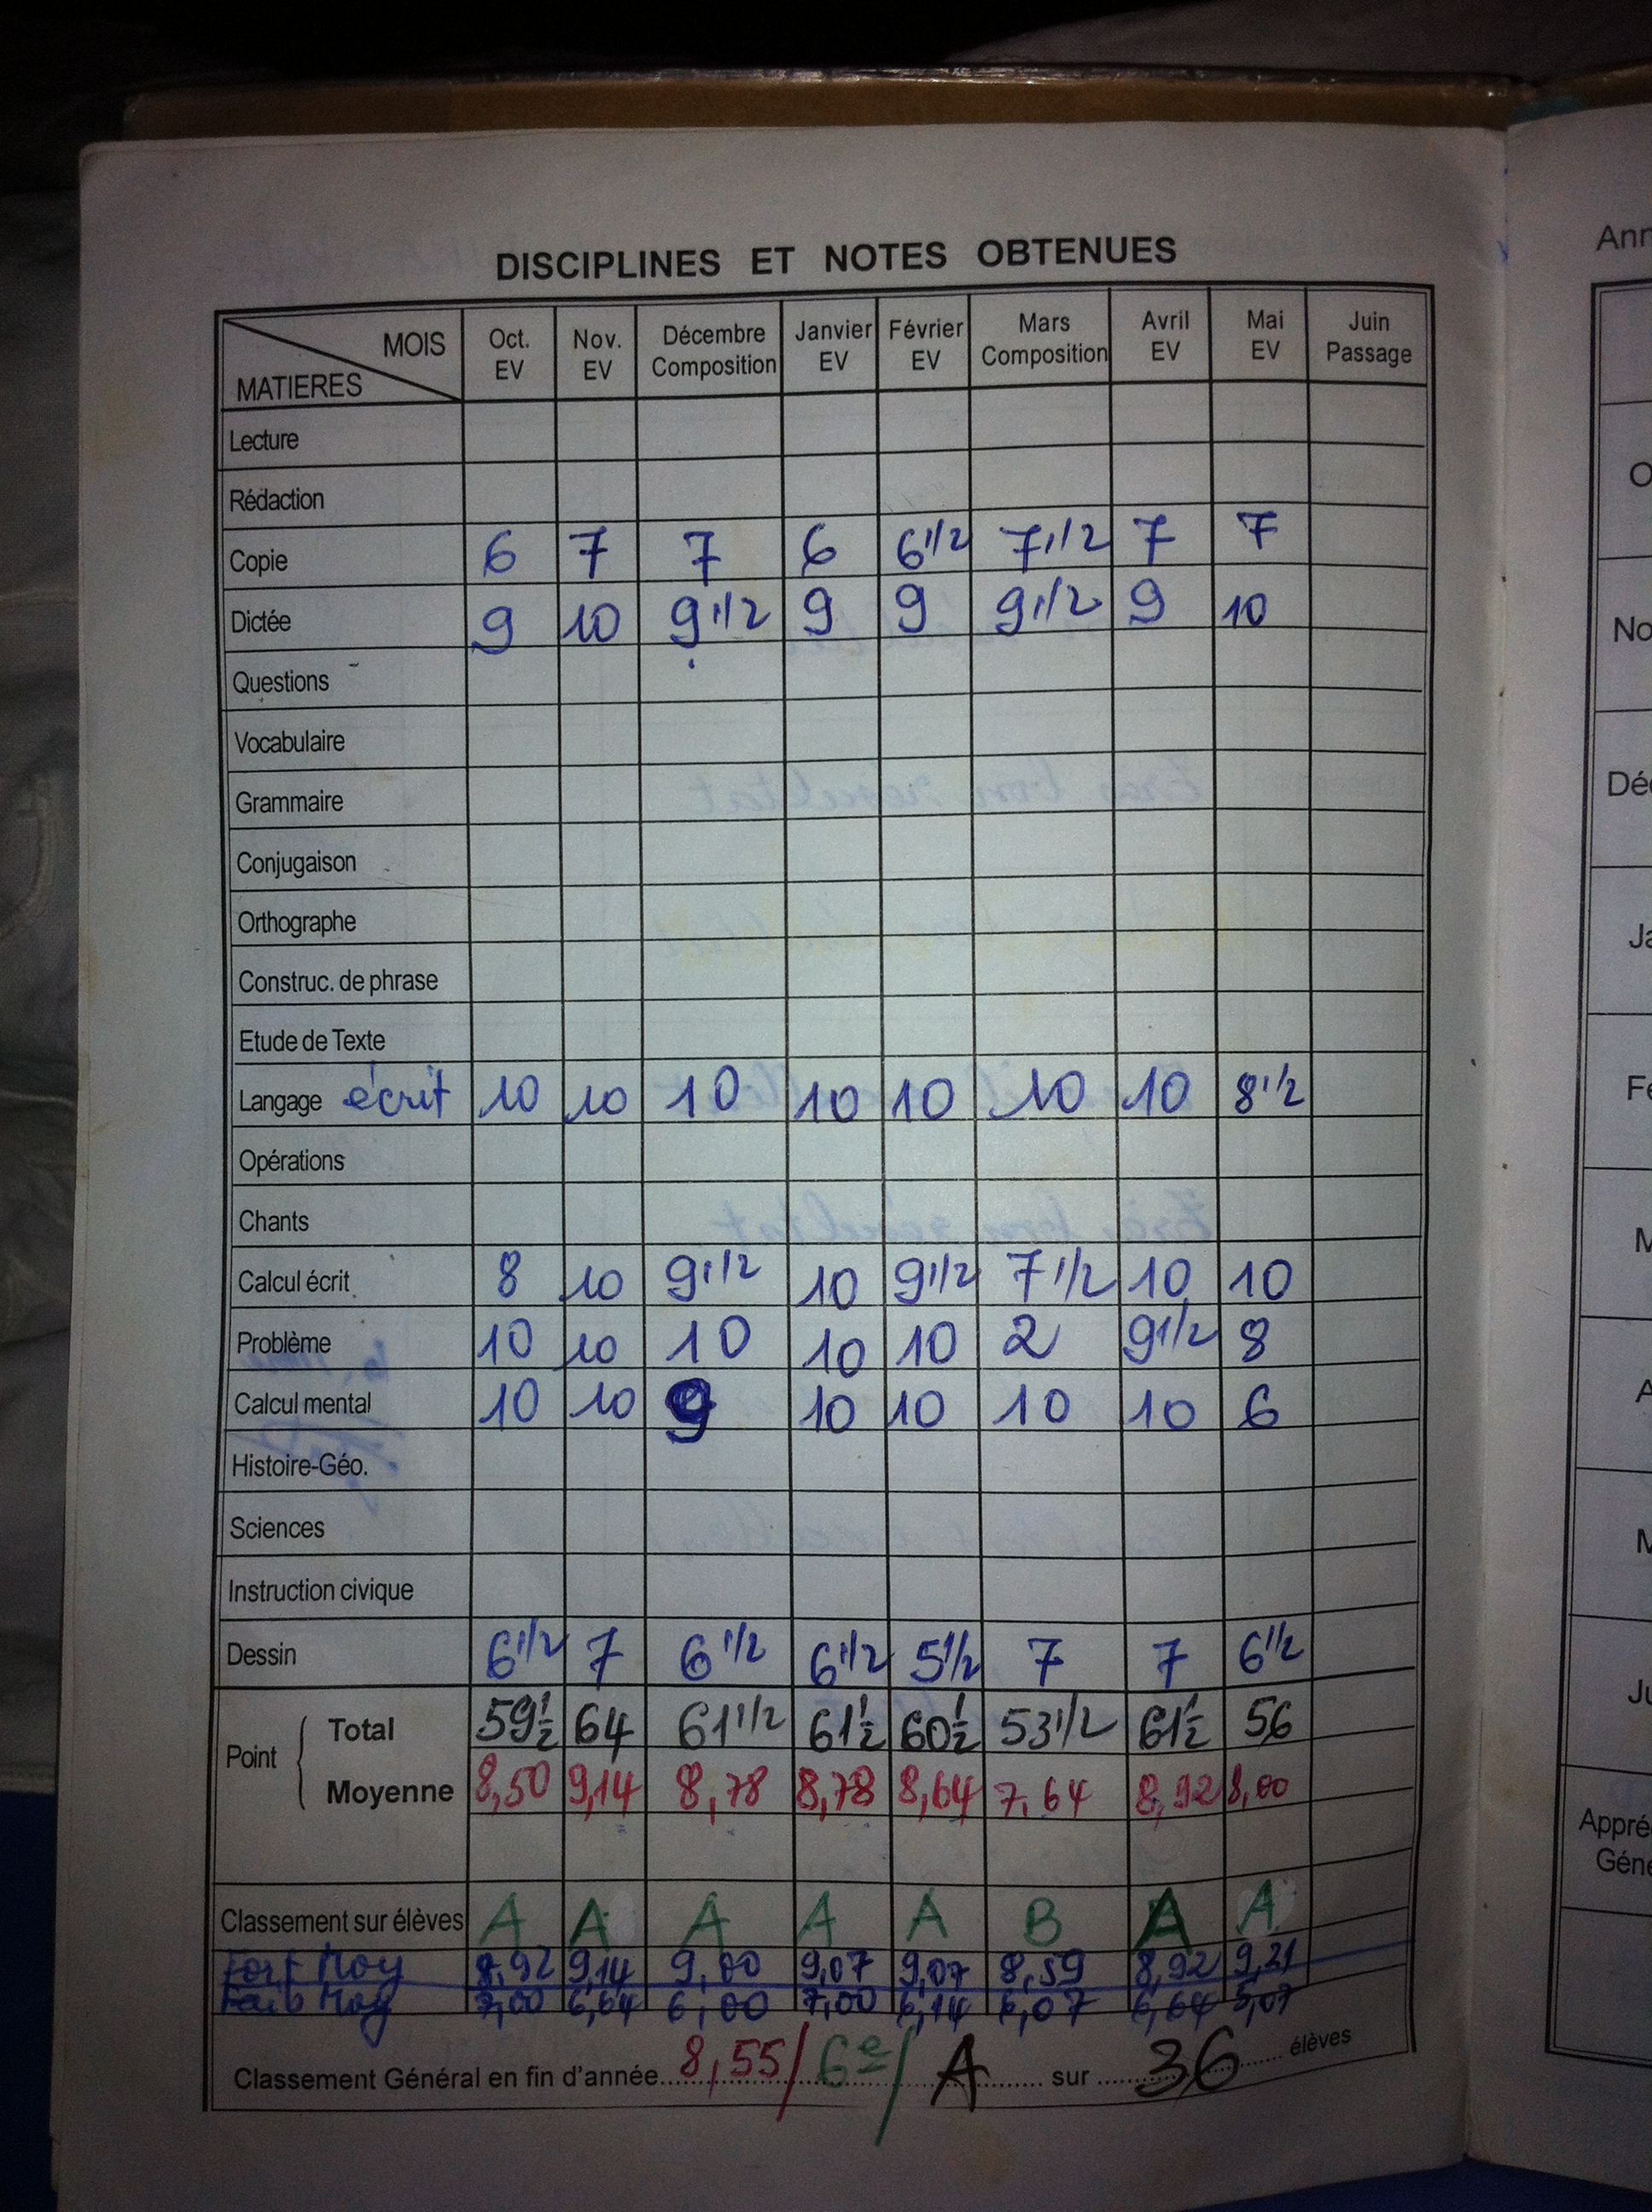 DISCIPLINES ET NOTES OBTENUES
MOIS
MATIERES
Oct. EV
Nov. EV
Décembre Composition
Janvier EV
Février EV
Mars Composition
Avril EV
Mai EV
Juin Passage
Lecture
Rédaction
Copie 6 7 7 6 6 1/2 7 1/2 7 7
Dictée 9 10 9 1/2 9 9 9 1/2 9 10
Questions
Vocabulaire
Grammaire
Conjugaison
Orthographe
Construc. de phrase
Etude de Texte
Langage écrit 10 10 10 10 10 10 10 8 1/2
Opérations
Chants
Calcul écrit 8 10 9 1/2 10 9 1/2 7 1/2 10 10
Problème 10 10 10 10 10 2 9 1/2 8
Calcul mental 10 10 9 10 10 10 10 6
Histoire-Géo.
Sciences
Instruction civique
Dessin 6 1/2 7 6 1/2 6 1/2 5 1/2 7 7 6 1/2
Point
Total 59 1/2 64 61 1/2 61 1/2 60 1/2 53 1/2 61 1/2 56
Moyenne 8,50 9,14 8,78 8,78 8,64 7,64 8,92 8,00
Classement sur élèves A A A A A B A A
Fort Moy 8,92 9,14 9,00 9,07 9,07 8,59 8,92 9,21
Faib Moy 7,00 6,64 6,00 7,00 6,14 6,07 6,64 5,07
Classement Général en fin d'année 8,55/ 6e/ A sur 36 élèves
Ann
O
No
Déc
Ja
Fé
M
A
M
Ju
Appré
Géné